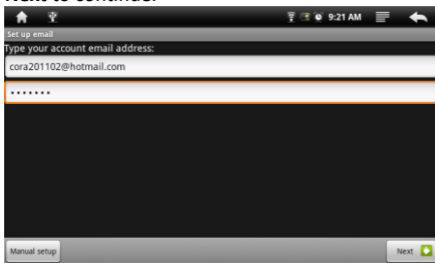 Next to continue.
9:21 AM
Set up email
Type your account email address:
cora201102@hotmail.com
•••••••
Manual setup
Next